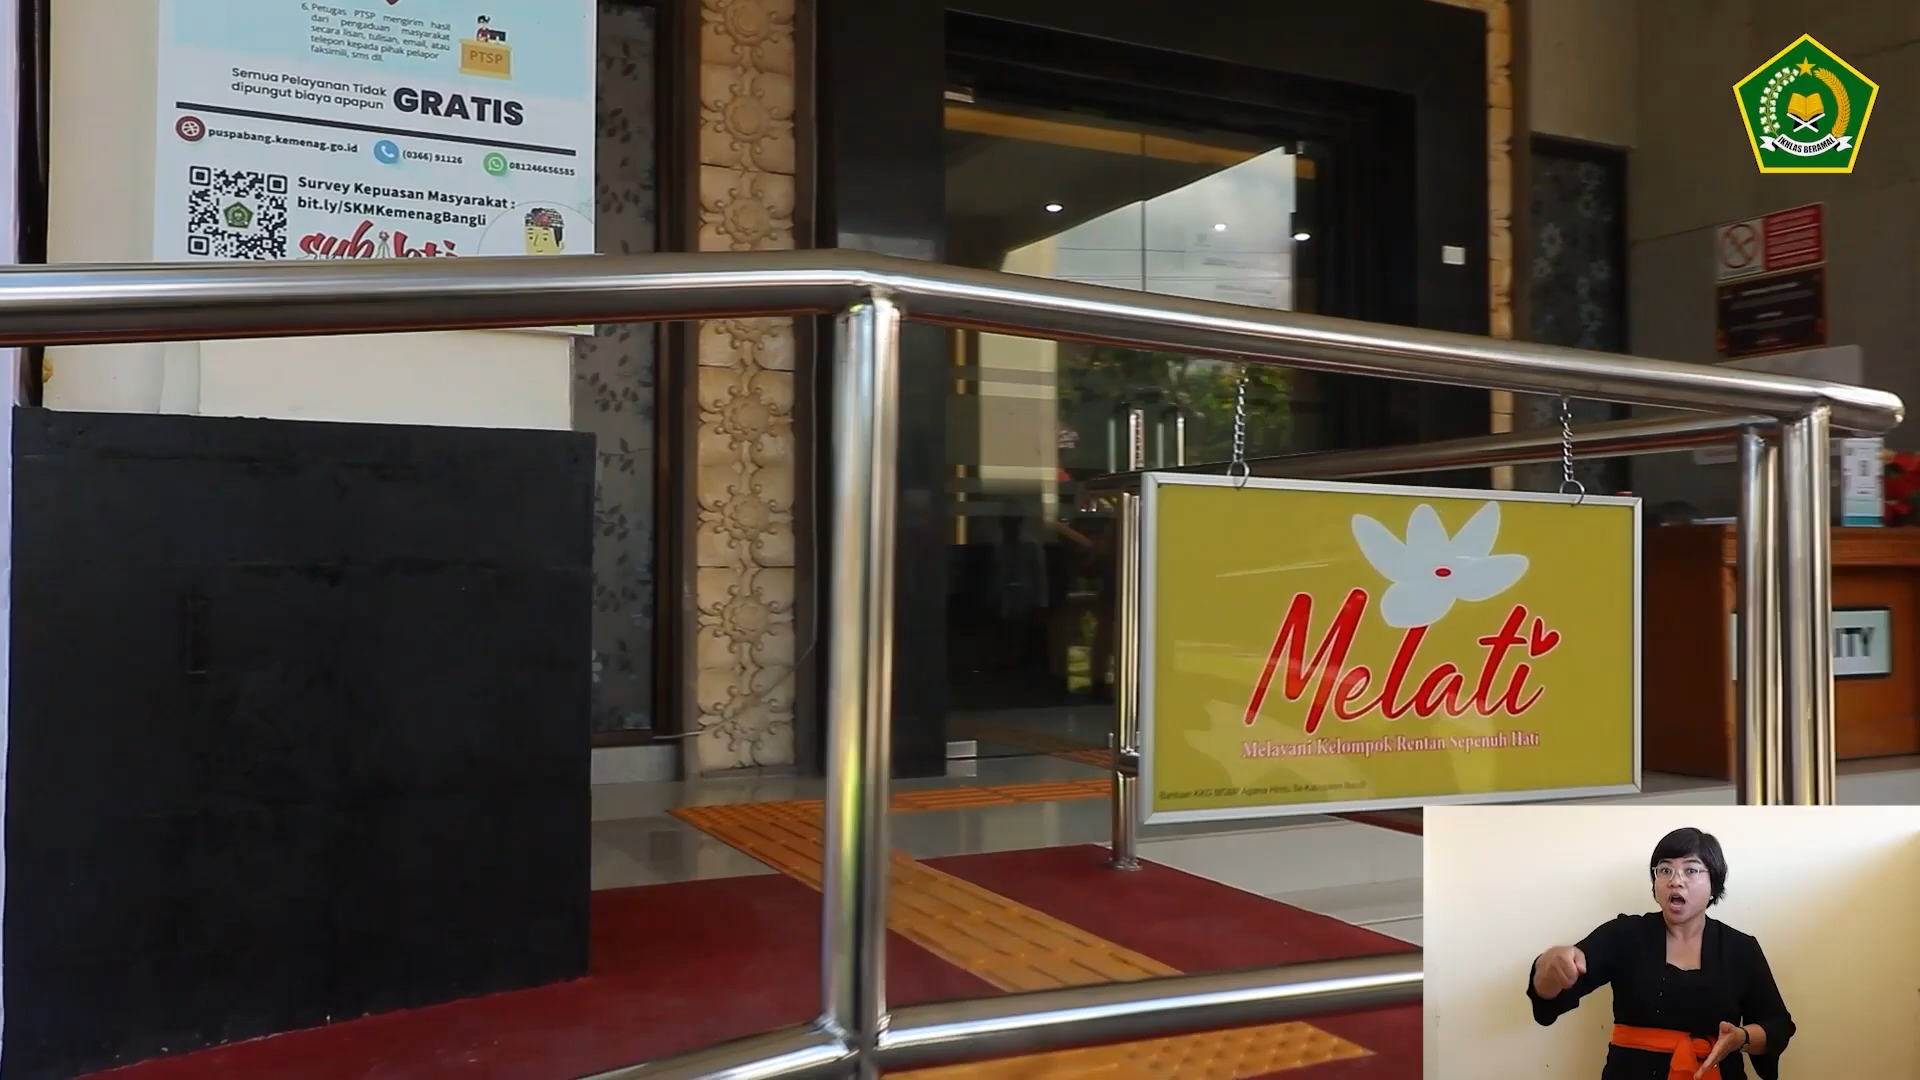 6. Petugas PTSP mengirim hasil
dari pengaduan masyarakat
secara lisan, tulisan, email, atau
telepon kepada pihak pelapor
faksimili, sms dll.
PTSP
Semua Pelayanan Tidak
dipungut biaya apapun
GRATIS
puspabang.kemenag.go.id
(0366) 91126
081246656585
Survey Kepuasan Masyarakat :
bit.ly/SKMKemenagBangli
IKHLAS BERAMAL
Melati
Melayani Kelompok Rentan Sepenuh Hati
ITY